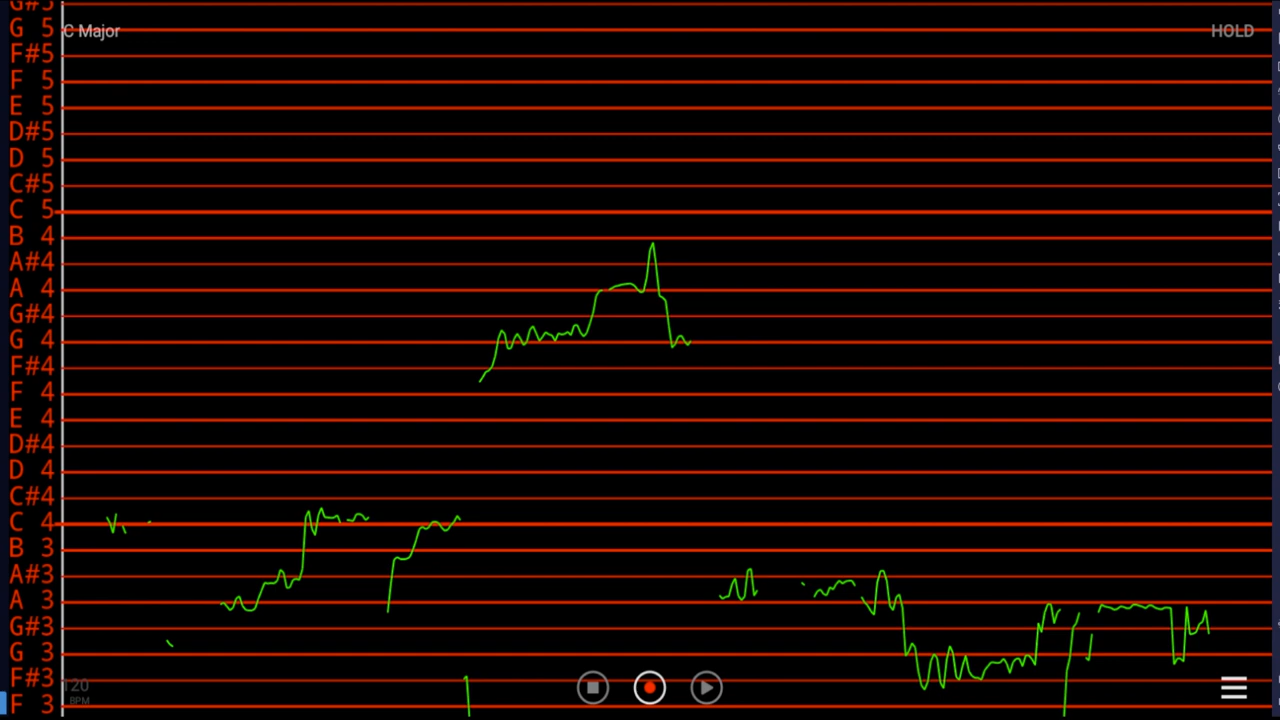 G#5
G 5
C Major
HOLD
F#5
F 5
E 5
D#5
D 5
C#5
C 5
B 4
A#4
A 4
G#4
G 4
F#4
F 4
E 4
D#4
D 4
C#4
C 4
B 3
A#3
A 3
G#3
G 3
F#3
120
BPM
F 3